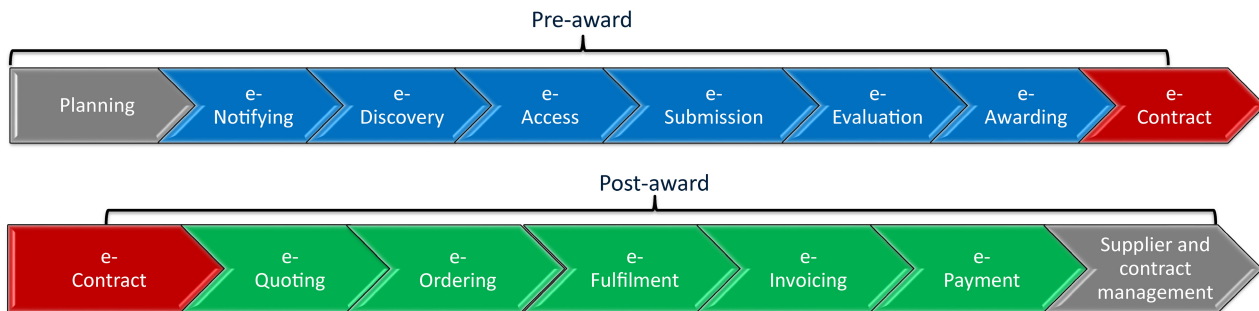 Pre-award
Planning
e-
Notifying
e-
Discovery
e-
Access
e-
Submission
e-
Evaluation
e-
Awarding
e-
Contract
Post-award
e-
Contract
e-
Quoting
e-
Ordering
e-
Fulfilment
e-
Invoicing
e-
Payment
Supplier and
contract
management